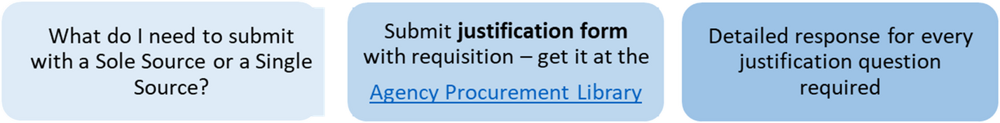 What do I need to submit
with a Sole Source or a Single
Source?
Submit justification form
with requisition – get it at the
Agency Procurement Library
Detailed response for every
justification question
required